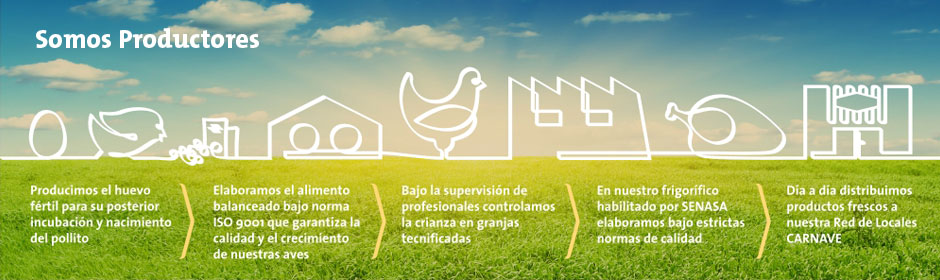 Somos Productores
Producimos el huevo
fértil para su posterior
incubación y nacimiento
del pollito
Elaboramos el alimento
balanceado bajo norma
ISO 9001 que garantiza la
calidad y el crecimiento
de nuestras aves
Bajo la supervisión de
profesionales controlamos
la crianza en granjas
tecnificadas
En nuestro frigorífico
habilitado por SENASA
elaboramos bajo estrictas
normas de calidad
Día a día distribuimos
productos frescos a
nuestra Red de Locales
CARNAVE